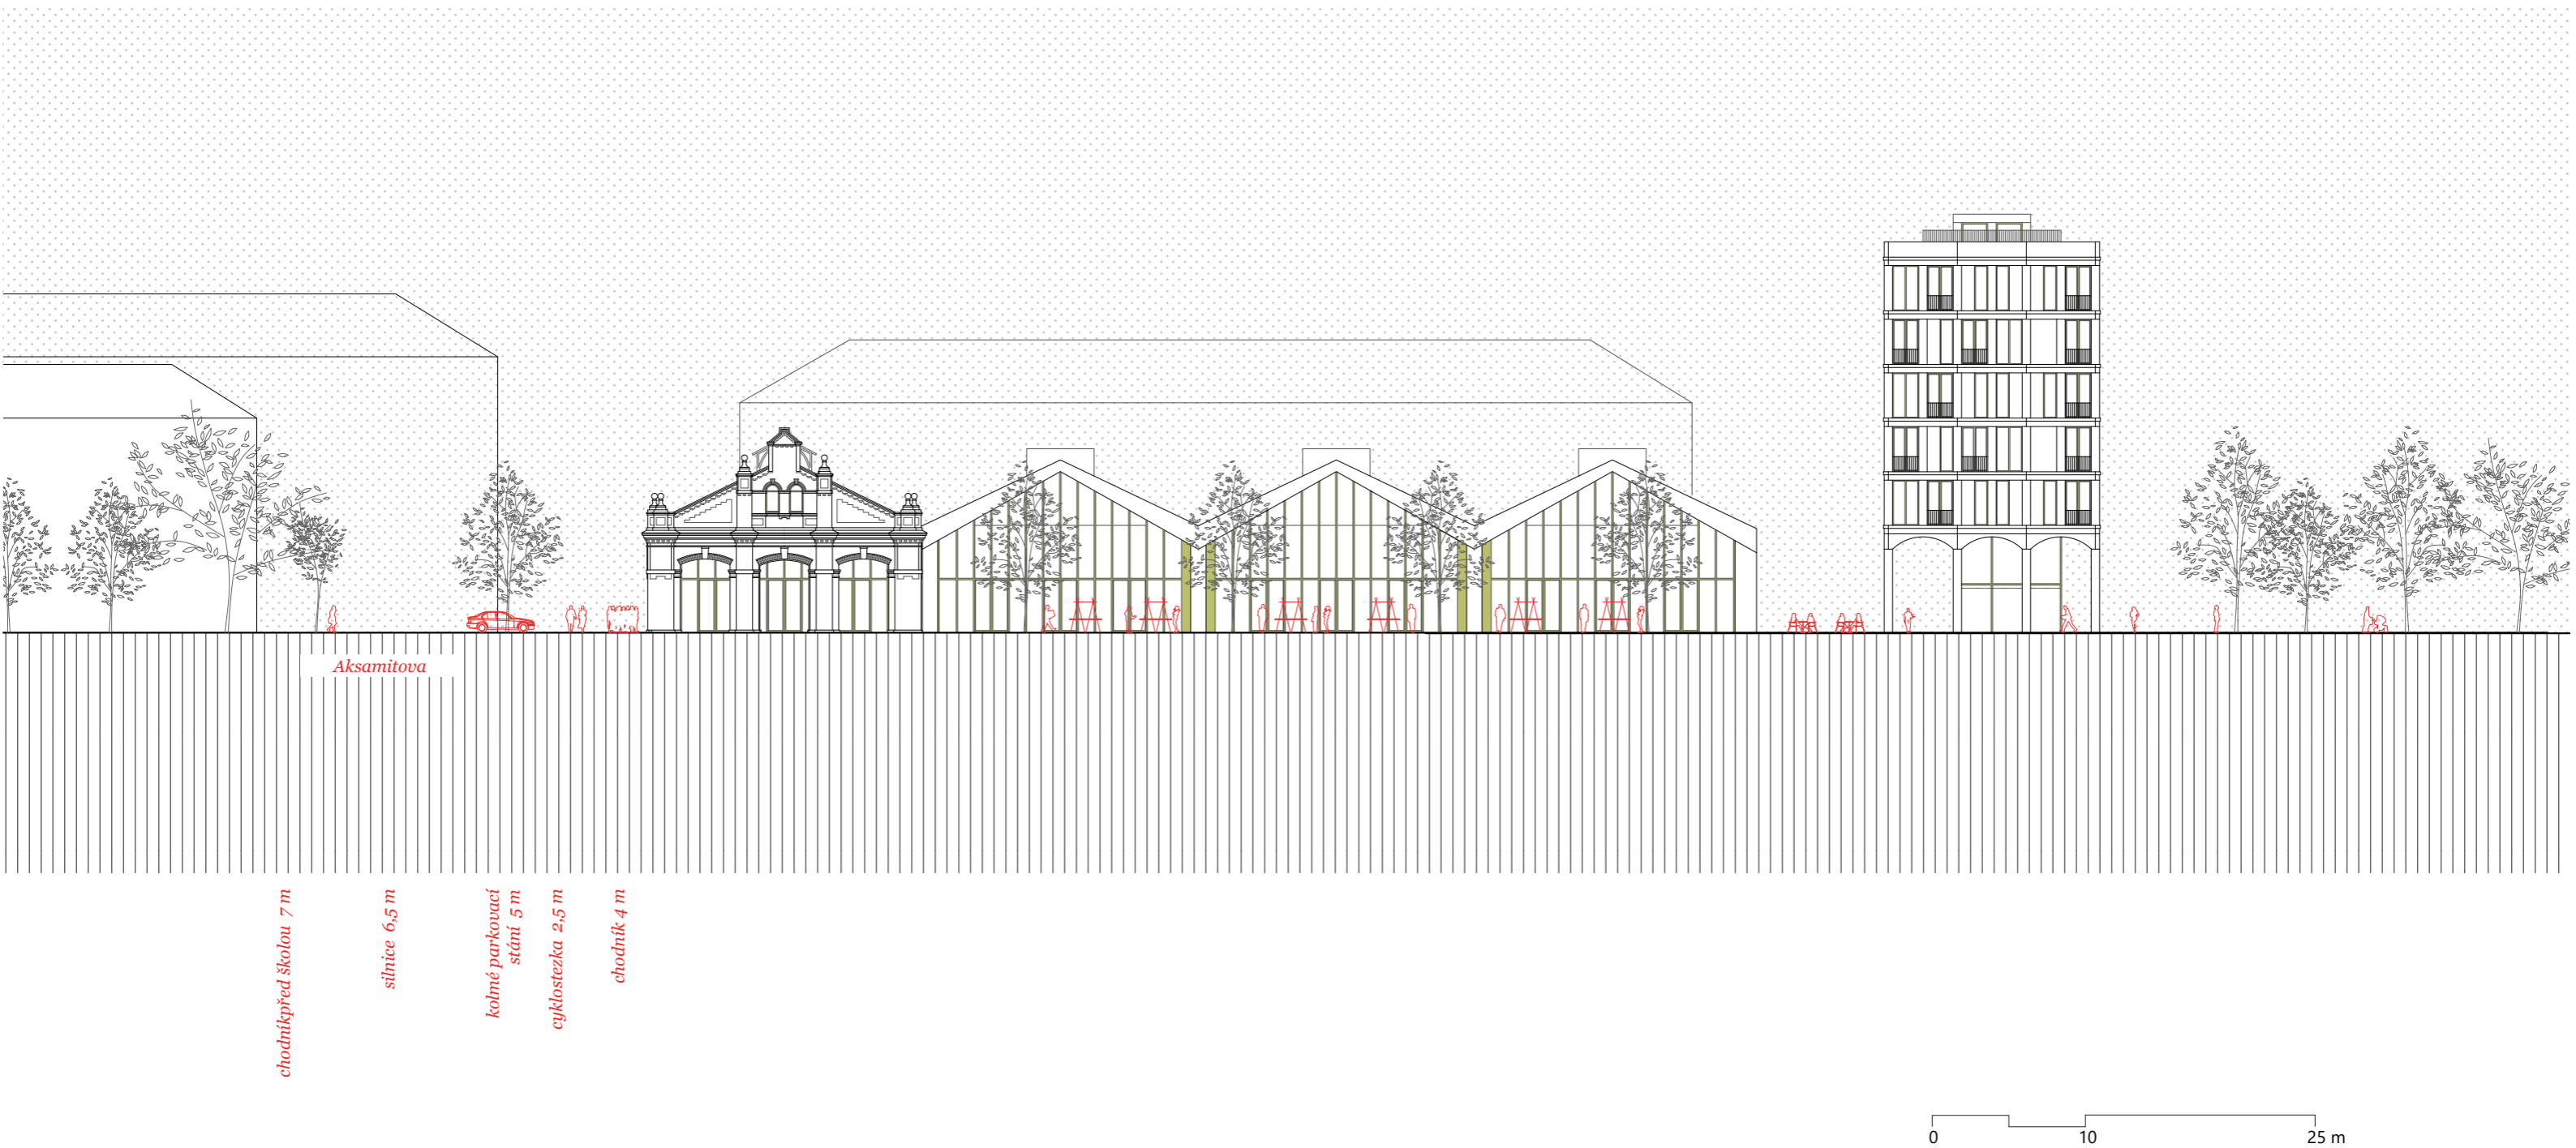 Aksamitova
chodníkpřed školou 7 m
silnice 6,5 m
kolmé parkovací
stání 5 m
cyklostezka 2,5 m
chodník 4 m
0 10 25 m